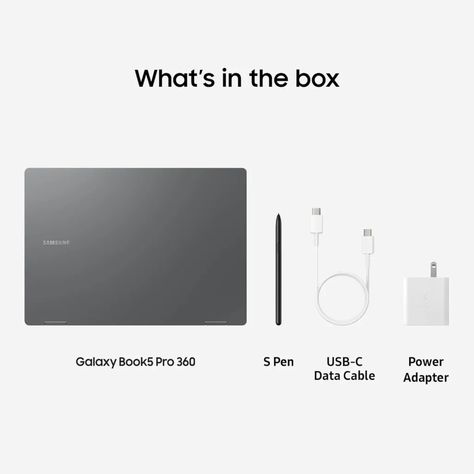 What's in the box
SAMSUNG
Galaxy Book5 Pro 360
S Pen
USB-C
Data Cable
Power
Adapter